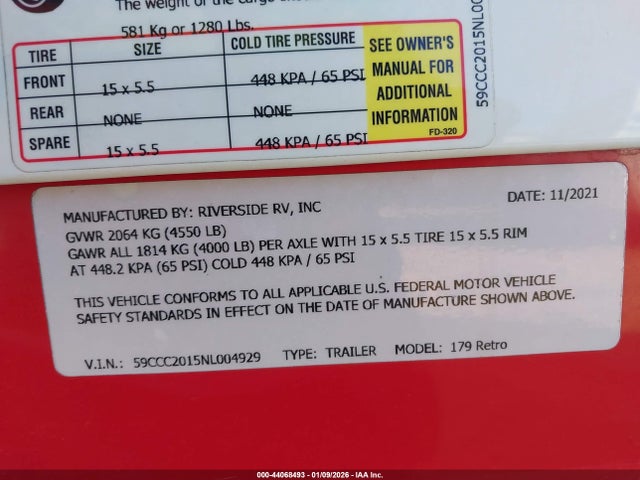 The weight of the cargo
581 Kg or 1280 Lbs.
TIRE SIZE COLD TIRE PRESSURE
FRONT 15 x 5.5 448 KPA / 65 PSI
REAR NONE NONE
SPARE 15 x 5.5 448 KPA / 65 PSI
SEE OWNER'S
MANUAL FOR
ADDITIONAL
INFORMATION
FD-320
59CCC2015NL00
MANUFACTURED BY: RIVERSIDE RV, INC DATE: 11/2021
GVWR 2064 KG (4550 LB)
GAWR ALL 1814 KG (4000 LB) PER AXLE WITH 15 x 5.5 TIRE 15 x 5.5 RIM
AT 448.2 KPA (65 PSI) COLD 448 KPA / 65 PSI
THIS VEHICLE CONFORMS TO ALL APPLICABLE U.S. FEDERAL MOTOR VEHICLE
SAFETY STANDARDS IN EFFECT ON THE DATE OF MANUFACTURE SHOWN ABOVE.
V.I.N.: 59CCC2015NL004929 TYPE: TRAILER MODEL: 179 Retro
000-44068493 - 01/09/2026 - IAA Inc.